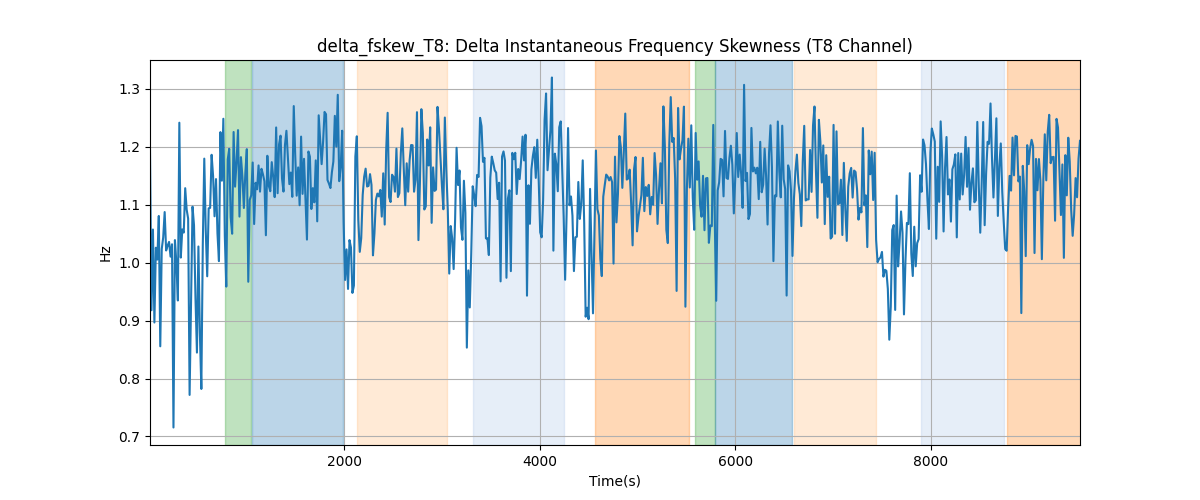 delta_fskew_T8: Delta Instantaneous Frequency Skewness (T8 Channel)
1.3
1.2
1.1
1.0
0.9
0.8
0.7
Hz
2000 4000 6000 8000
Time(s)